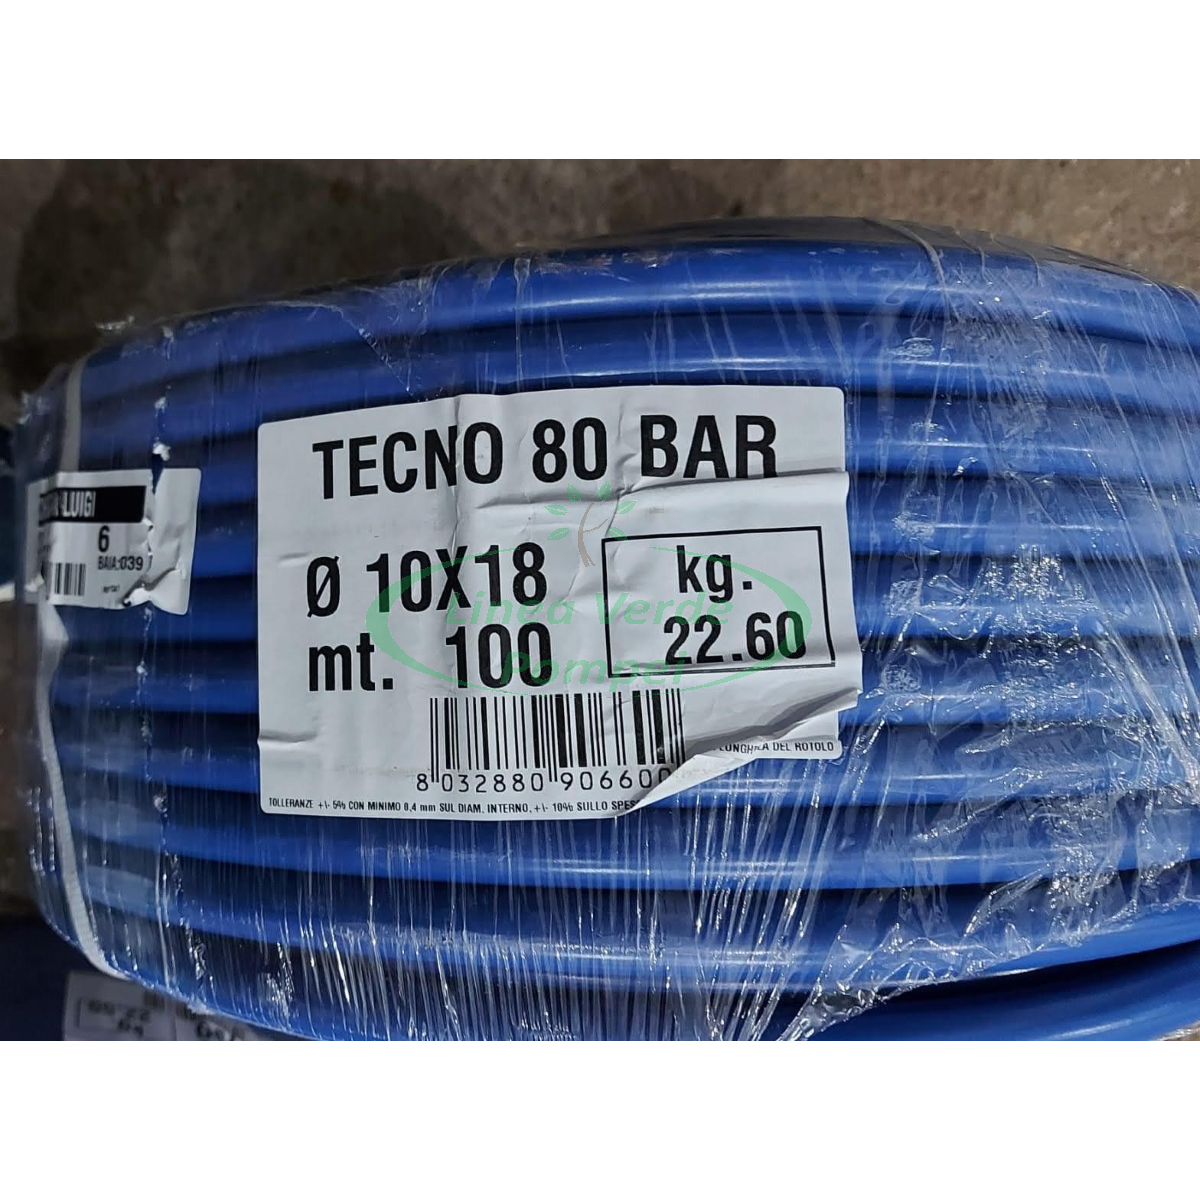 TECNO 80 BAR
Ø 10X18
kg.
22.60
mt. 100
Linea Verde
Pompei
8 032880 906600
LUNGHEZZA DEL ROTOLO
TOLLERANZE +\- 5% CON MINIMO 0,4 mm SUL DIAM. INTERNO, +\- 10% SULLO
LUIGI
6
BAIA:039